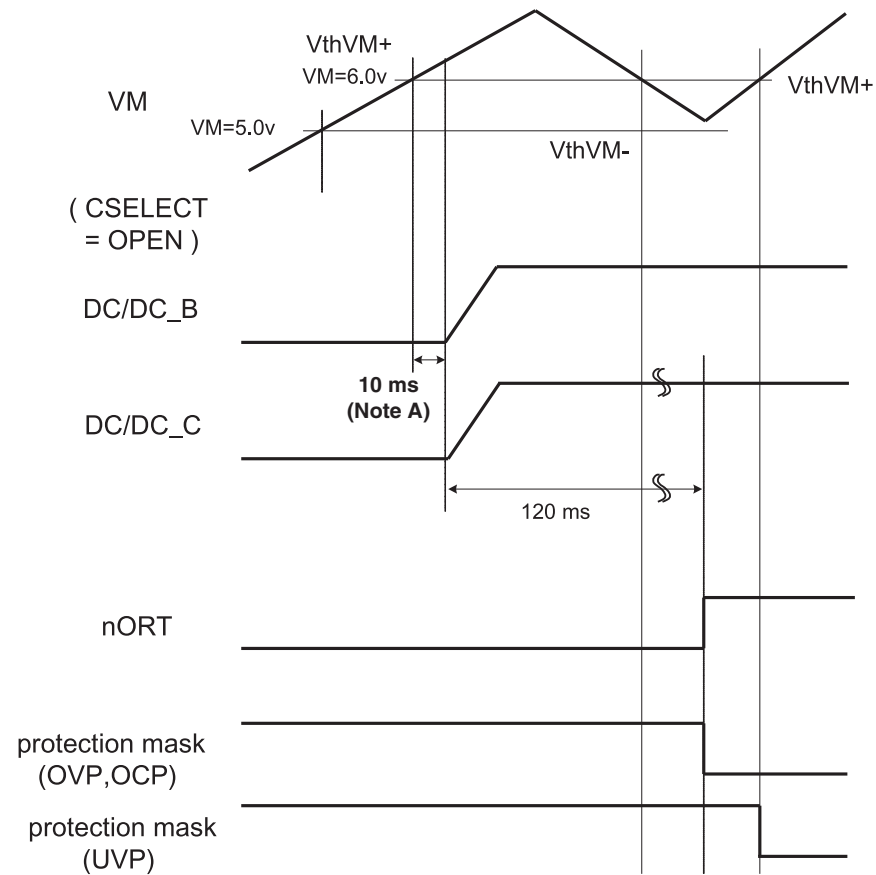 VthVM+
VM=6.0v
VthVM+
VM
VM=5.0v
VthVM-
( CSELECT
= OPEN )
DC/DC_B
10 ms
(Note A)
DC/DC_C
120 ms
nORT
protection mask
(OVP,OCP)
protection mask
(UVP)